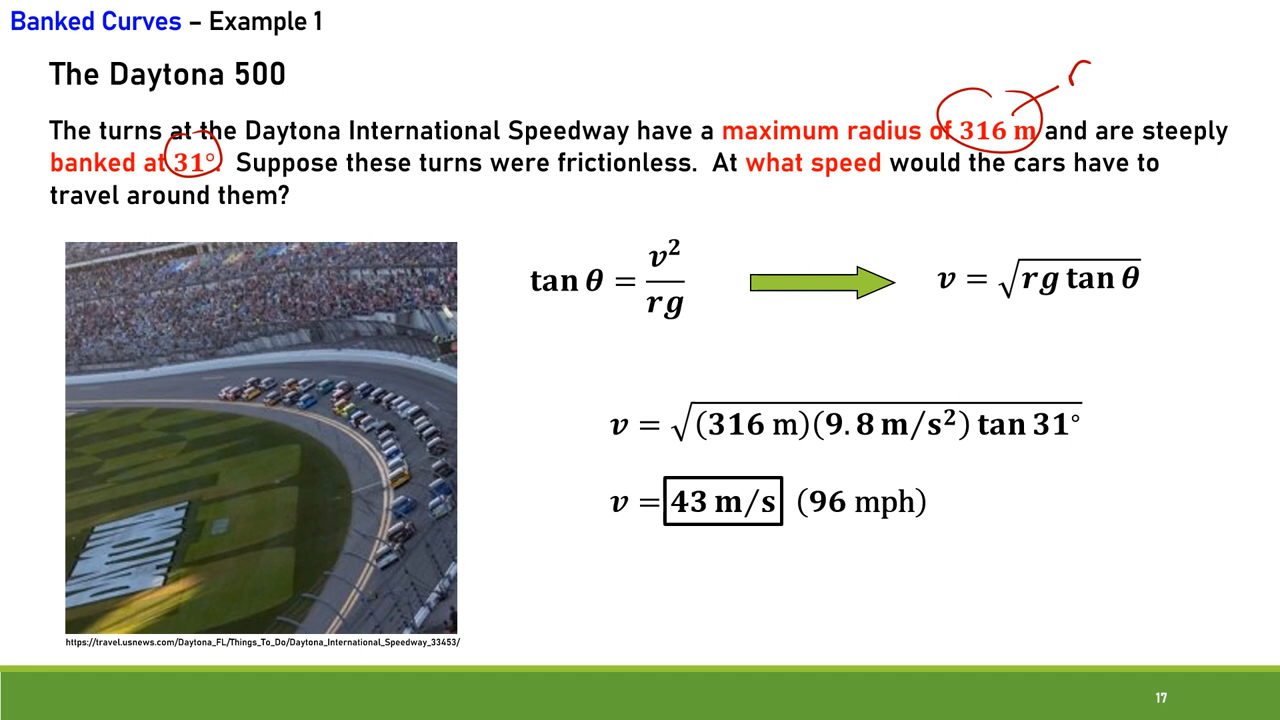 Banked Curves – Example 1
r
The Daytona 500
The turns at the Daytona International Speedway have a maximum radius of 316 m and are steeply
banked at 31°. Suppose these turns were frictionless. At what speed would the cars have to
travel around them?
tan θ = v²/rg
v = √(rg tan θ)
v = √((316 m)(9.8 m/s²) tan 31°)
v = 43 m/s (96 mph)
DAYTONA
https://travel.usnews.com/Daytona_FL/Things_To_Do/Daytona_International_Speedway_33453/
17